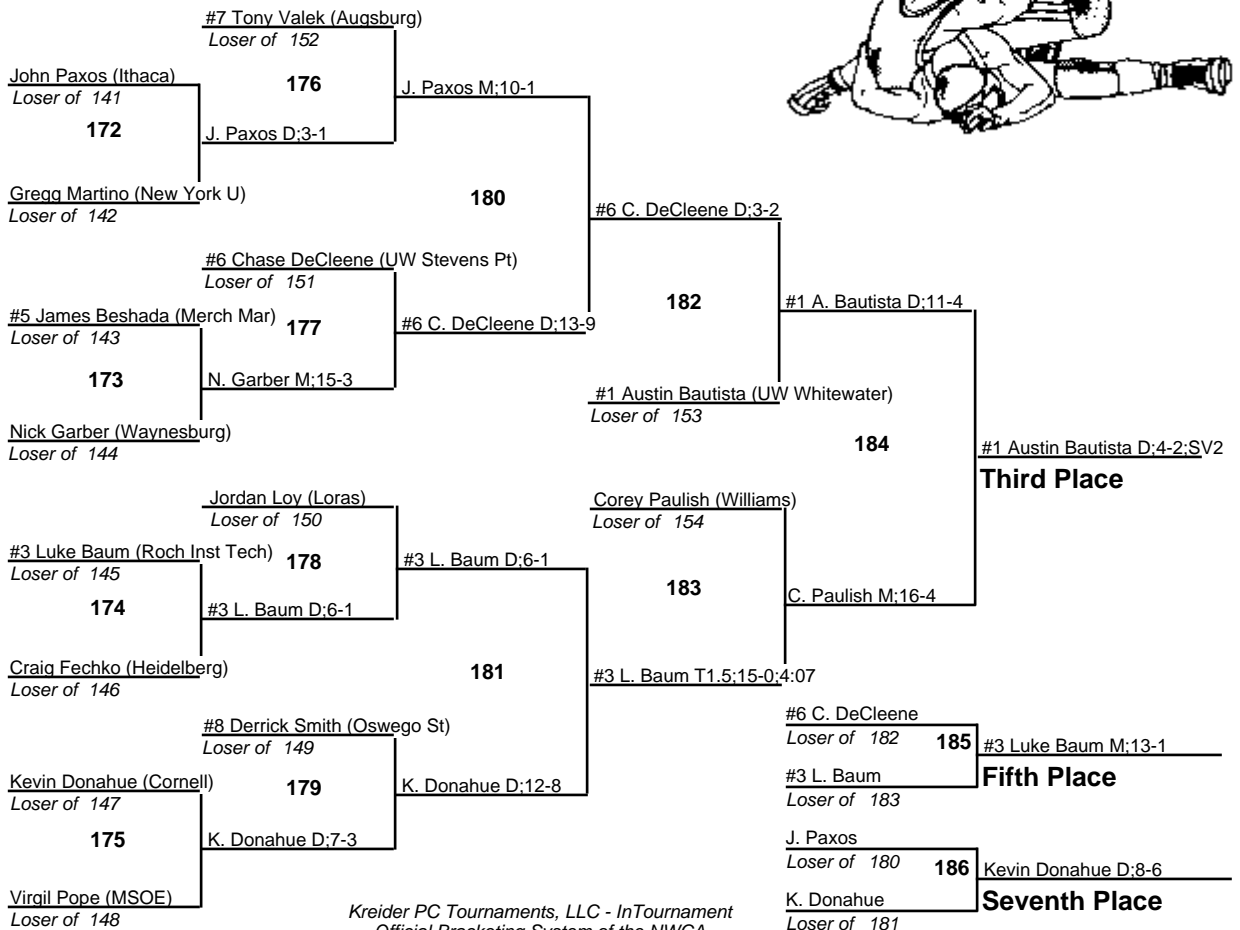 #7 Tony Valek (Augsburg)
Loser of 152
John Paxos (Ithaca)
Loser of 141
176
J. Paxos M;10-1
172
J. Paxos D;3-1
Gregg Martino (New York U)
Loser of 142
180
#6 C. DeCleene D;3-2
#6 Chase DeCleene (UW Stevens Pt)
Loser of 151
182
#1 A. Bautista D;11-4
#5 James Beshada (Merch Mar)
Loser of 143
177
#6 C. DeCleene D;13-9
173
N. Garber M;15-3
#1 Austin Bautista (UW Whitewater)
Loser of 153
Nick Garber (Waynesburg)
Loser of 144
184
#1 Austin Bautista D;4-2;SV2
Third Place
Jordan Loy (Loras)
Loser of 150
Corey Paulish (Williams)
Loser of 154
#3 Luke Baum (Roch Inst Tech)
Loser of 145
178
#3 L. Baum D;6-1
183
174
#3 L. Baum D;6-1
C. Paulish M;16-4
Craig Fechko (Heidelberg)
Loser of 146
181
#3 L. Baum T1.5;15-0;4:07
#8 Derrick Smith (Oswego St)
Loser of 149
#6 C. DeCleene
Loser of 182
185
#3 Luke Baum M;13-1
Fifth Place
Kevin Donahue (Cornell)
Loser of 147
179
K. Donahue D;12-8
#3 L. Baum
Loser of 183
175
K. Donahue D;7-3
J. Paxos
Loser of 180
186
Kevin Donahue D;8-6
Seventh Place
Virgil Pope (MSOE)
Loser of 148
K. Donahue
Loser of 181
Kreider PC Tournaments, LLC - InTournament
Official Bracketing System of the NWCA